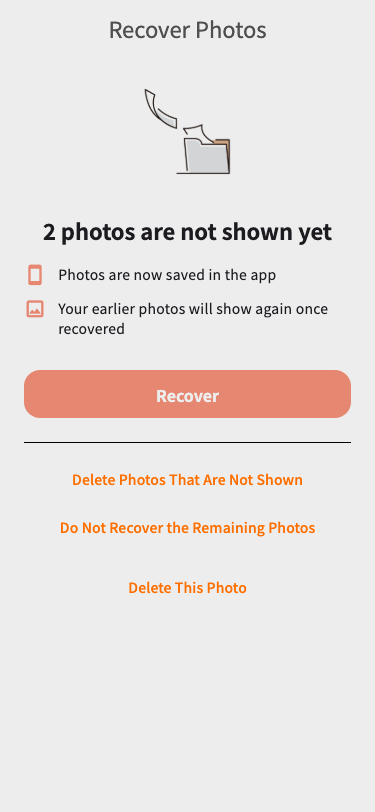 Recover Photos
2 photos are not shown yet
Photos are now saved in the app
Your earlier photos will show again once
recovered
Recover
Delete Photos That Are Not Shown
Do Not Recover the Remaining Photos
Delete This Photo